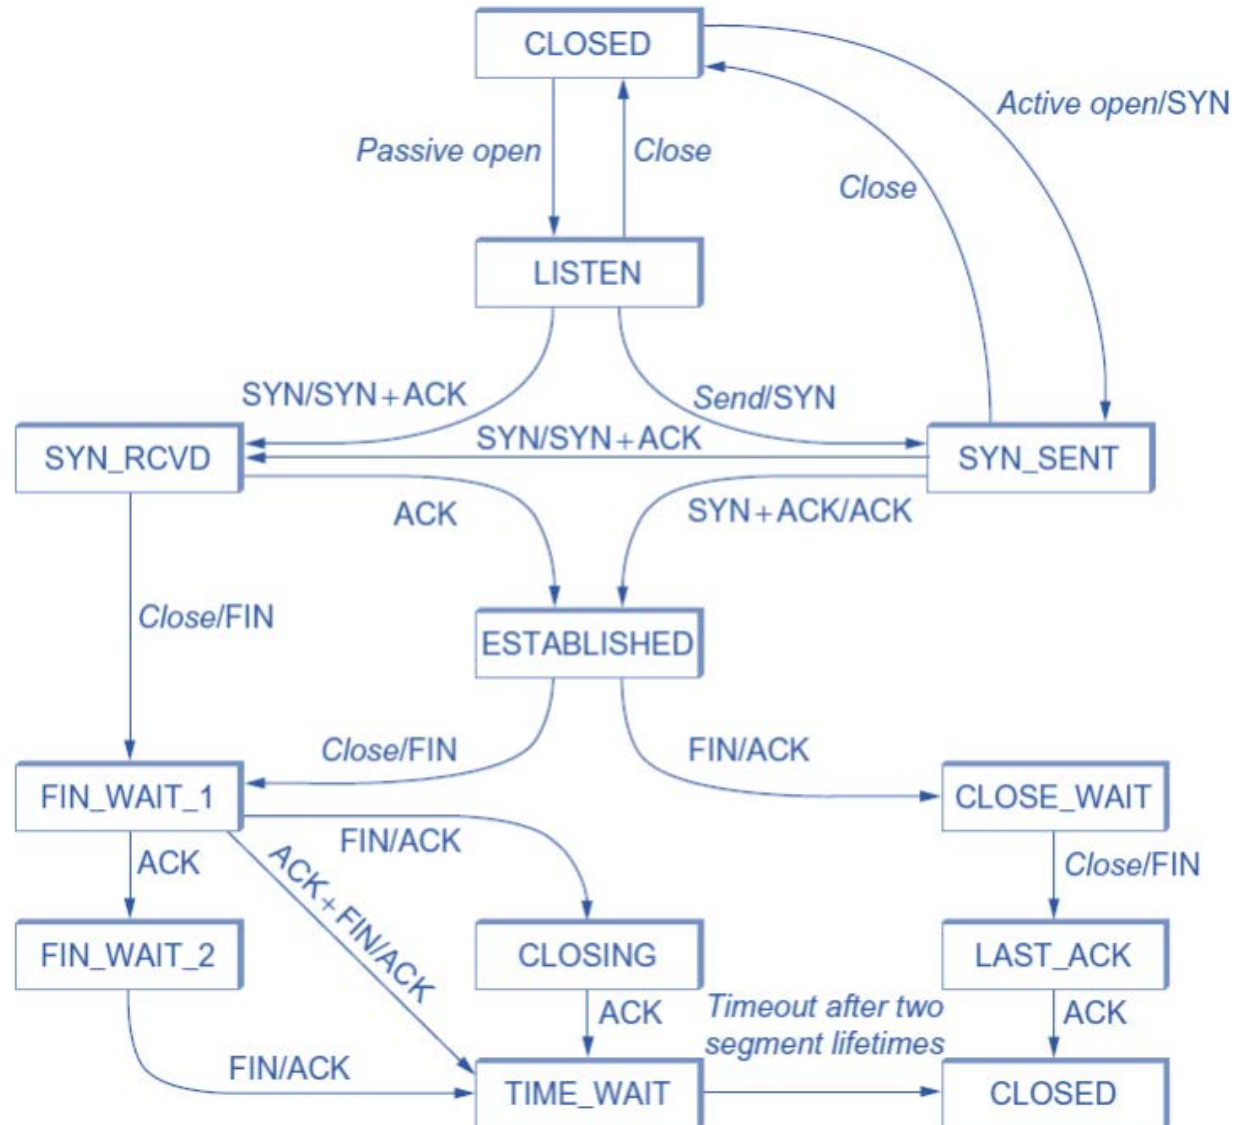 CLOSED
Active open/SYN
Passive open
Close
Close
LISTEN
SYN/SYN+ACK
Send/SYN
SYN/SYN+ACK
SYN_RCVD
SYN_SENT
ACK
SYN+ACK/ACK
Close/FIN
ESTABLISHED
Close/FIN
FIN/ACK
FIN_WAIT_1
CLOSE_WAIT
FIN/ACK
ACK
ACK+FIN/ACK
Close/FIN
FIN_WAIT_2
CLOSING
LAST_ACK
ACK
Timeout after two
segment lifetimes
ACK
FIN/ACK
TIME_WAIT
CLOSED